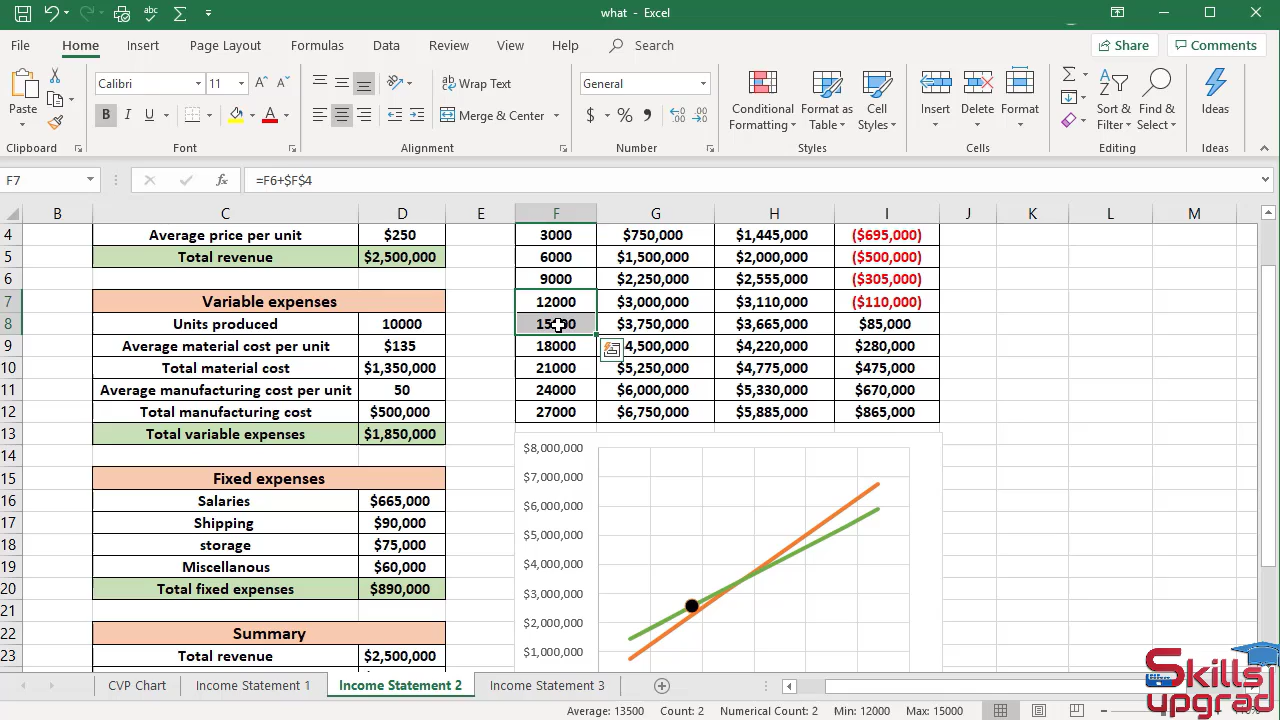 what - Excel
File Home Insert Page Layout Formulas Data Review View Help Search Share Comments
Paste Calibri 11 Wrap Text General Conditional Formatting Format as Table Cell Styles Insert Delete Format Sort & Filter Find & Select Ideas
B I U Merge & Center $ % ,
Clipboard Font Alignment Number Styles Cells Editing Ideas
F7 fx =F6+$F$4
B C D E F G H I J K L M
4 Average price per unit $250 3000 $750,000 $1,445,000 ($695,000)
5 Total revenue $2,500,000 6000 $1,500,000 $2,000,000 ($500,000)
6 9000 $2,250,000 $2,555,000 ($305,000)
7 Variable expenses 12000 $3,000,000 $3,110,000 ($110,000)
8 Units produced 10000 $3,750,000 $3,665,000 $85,000
9 Average material cost per unit $135 18000 4,500,000 $4,220,000 $280,000
10 Total material cost $1,350,000 21000 $5,250,000 $4,775,000 $475,000
11 Average manufacturing cost per unit 50 24000 $6,000,000 $5,330,000 $670,000
12 Total manufacturing cost $500,000 27000 $6,750,000 $5,885,000 $865,000
13 Total variable expenses $1,850,000
14 $8,000,000
15 Fixed expenses $7,000,000
16 Salaries $665,000 $6,000,000
17 Shipping $90,000
18 storage $75,000 $5,000,000
19 Miscellanous $60,000 $4,000,000
20 Total fixed expenses $890,000 $3,000,000
21
22 Summary $2,000,000
23 Total revenue $2,500,000 $1,000,000
CVP Chart Income Statement 1 Income Statement 2 Income Statement 3
Average: 13500 Count: 2 Numerical Count: 2 Min: 12000 Max: 15000
Skills
upgrad